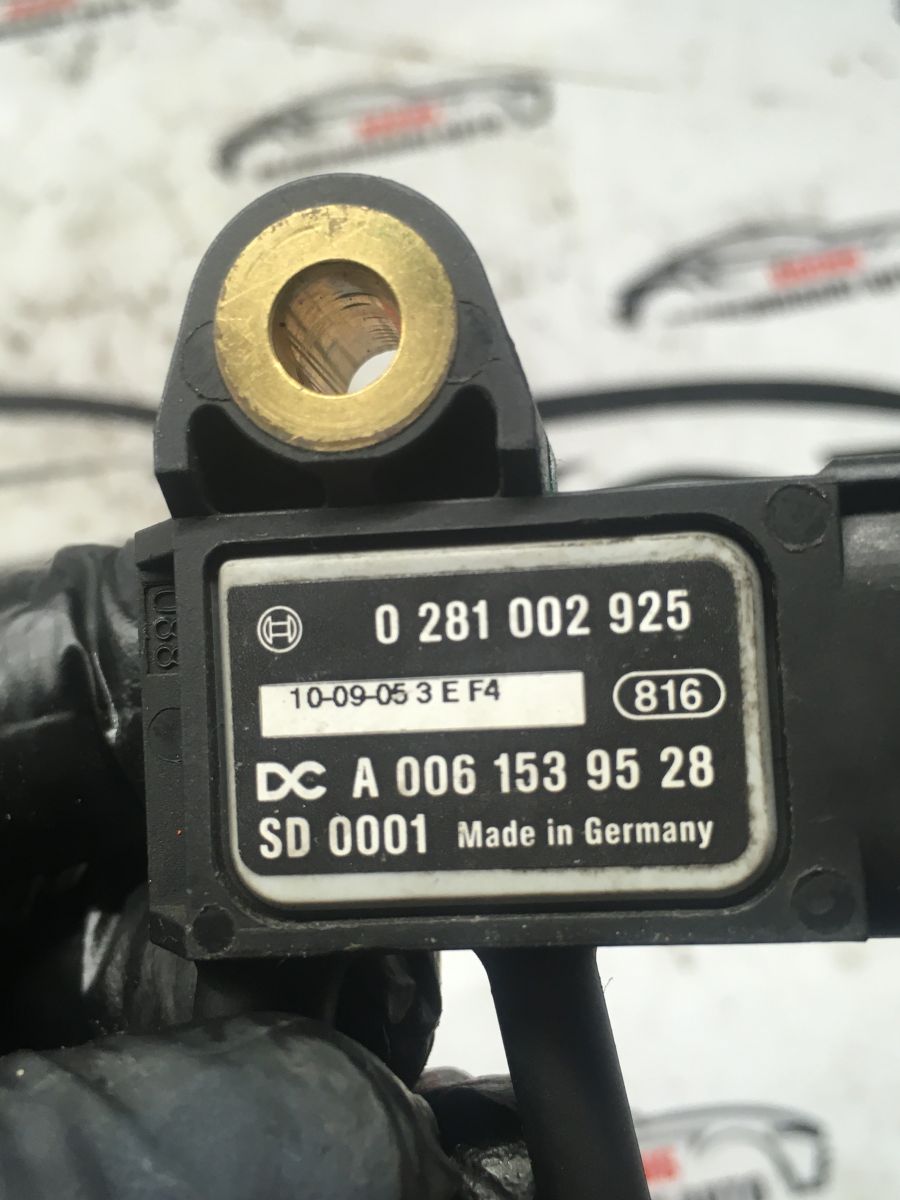 0 281 002 925
10-09-05 3 E F4
816
DC A 006 153 95 28
SD 0001 Made in Germany